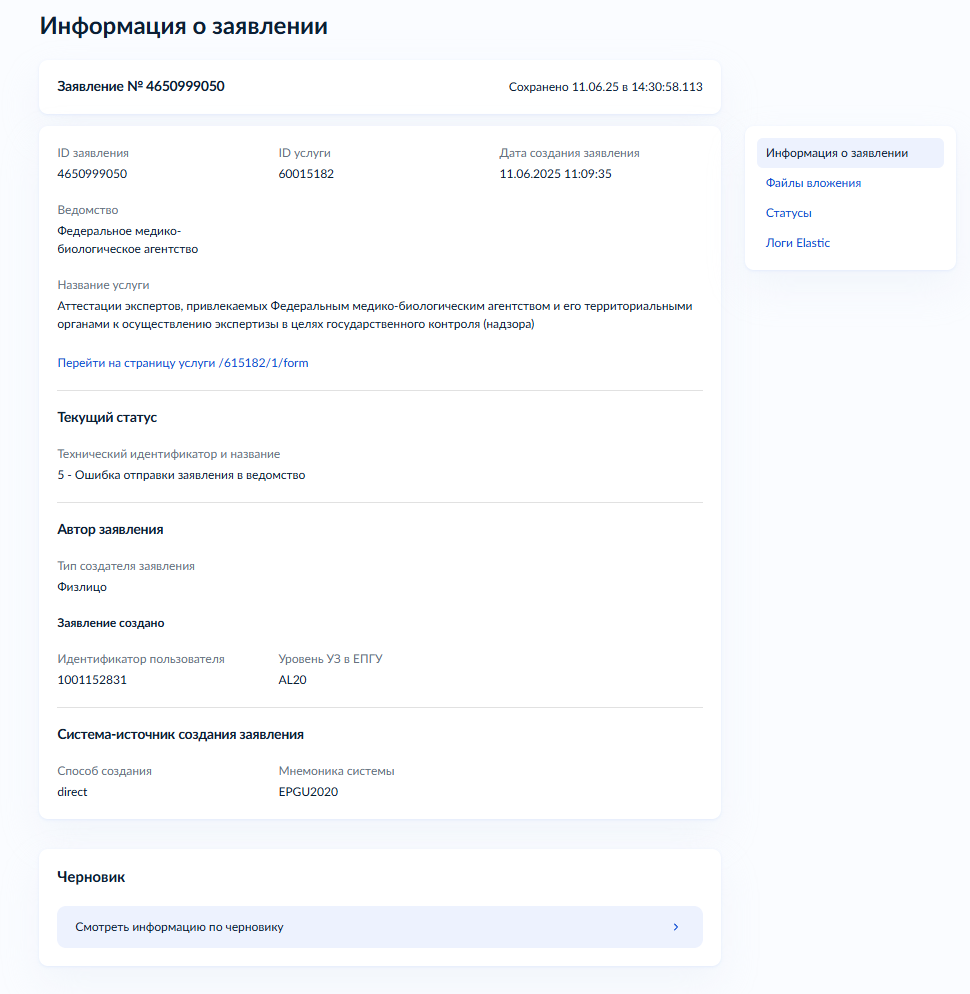 Информация о заявлении
Заявление № 4650999050
Сохранено 11.06.25 в 14:30:58.113
ID заявления
4650999050
ID услуги
60015182
Дата создания заявления
11.06.2025 11:09:35
Ведомство
Федеральное медико-
биологическое агентство
Название услуги
Аттестации экспертов, привлекаемых Федеральным медико-биологическим агентством и его территориальными
органами к осуществлению экспертизы в целях государственного контроля (надзора)
Перейти на страницу услуги /615182/1/form
Текущий статус
Технический идентификатор и название
5 - Ошибка отправки заявления в ведомство
Автор заявления
Тип создателя заявления
Физлицо
Заявление создано
Идентификатор пользователя
1001152831
Уровень УЗ в ЕПГУ
AL20
Система-источник создания заявления
Способ создания
direct
Мнемоника системы
EPGU2020
Черновик
Смотреть информацию по черновику
Информация о заявлении
Файлы вложения
Статусы
Логи Elastic